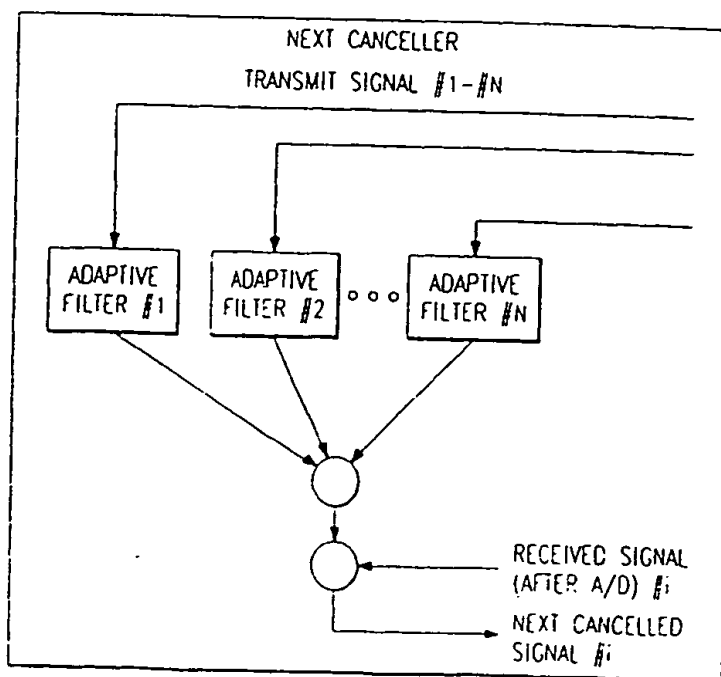 NEXT CANCELLER
TRANSMIT SIGNAL #1-#N
ADAPTIVE
FILTER #1
ADAPTIVE
FILTER #2
ADAPTIVE
FILTER #N
RECEIVED SIGNAL
(AFTER A/D) #i
NEXT CANCELLED
SIGNAL #i